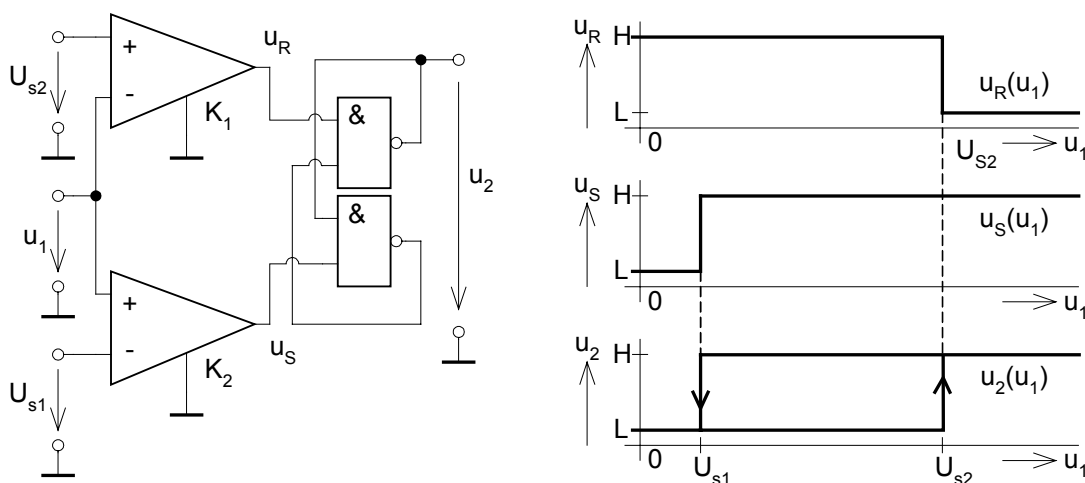 u_R
+
U_s2
-
K_1
&
u_2
&
u_1
+
-
u_S
K_2
U_s1
u_R H
u_R(u_1)
L
0 U_S2 u_1
u_S H
u_S(u_1)
L
0 u_1
u_2 H
u_2(u_1)
L
0 U_s1 U_s2 u_1